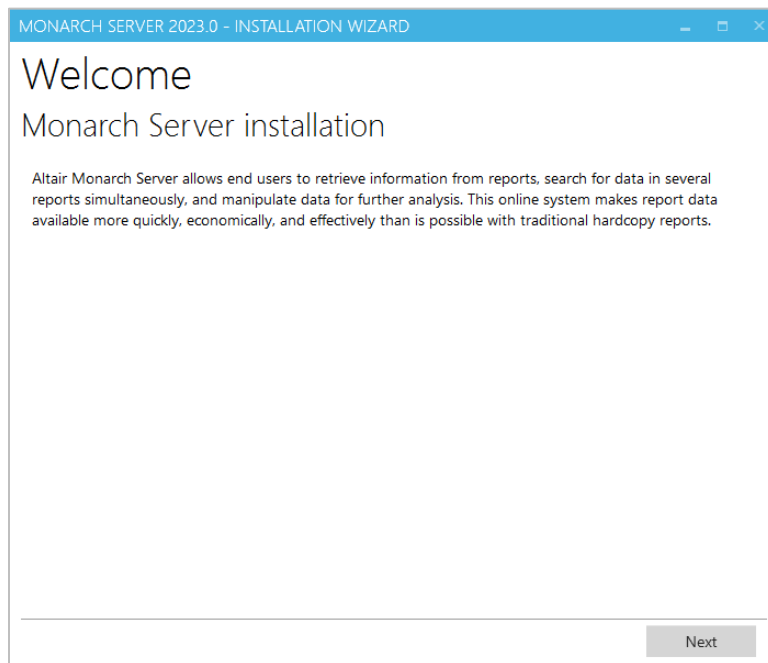 MONARCH SERVER 2023.0 - INSTALLATION WIZARD
Welcome
Monarch Server installation
Altair Monarch Server allows end users to retrieve information from reports, search for data in several
reports simultaneously, and manipulate data for further analysis. This online system makes report data
available more quickly, economically, and effectively than is possible with traditional hardcopy reports.
Next